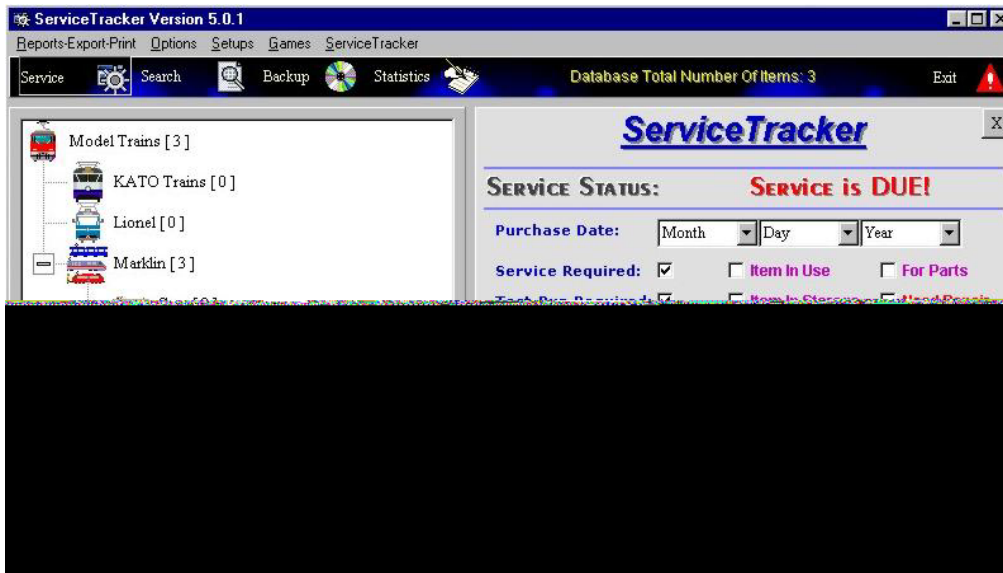 ServiceTracker Version 5.0.1
Reports-Export-Print Options Setups Games ServiceTracker
Service Search Backup Statistics Database Total Number Of Items: 3 Exit
Model Trains [ 3 ]
KATO Trains [ 0 ]
Lionel [ 0 ]
Marklin [ 3 ]
ServiceTracker
X
SERVICE STATUS: SERVICE IS DUE!
Purchase Date: Month Day Year
Service Required: Item In Use For Parts